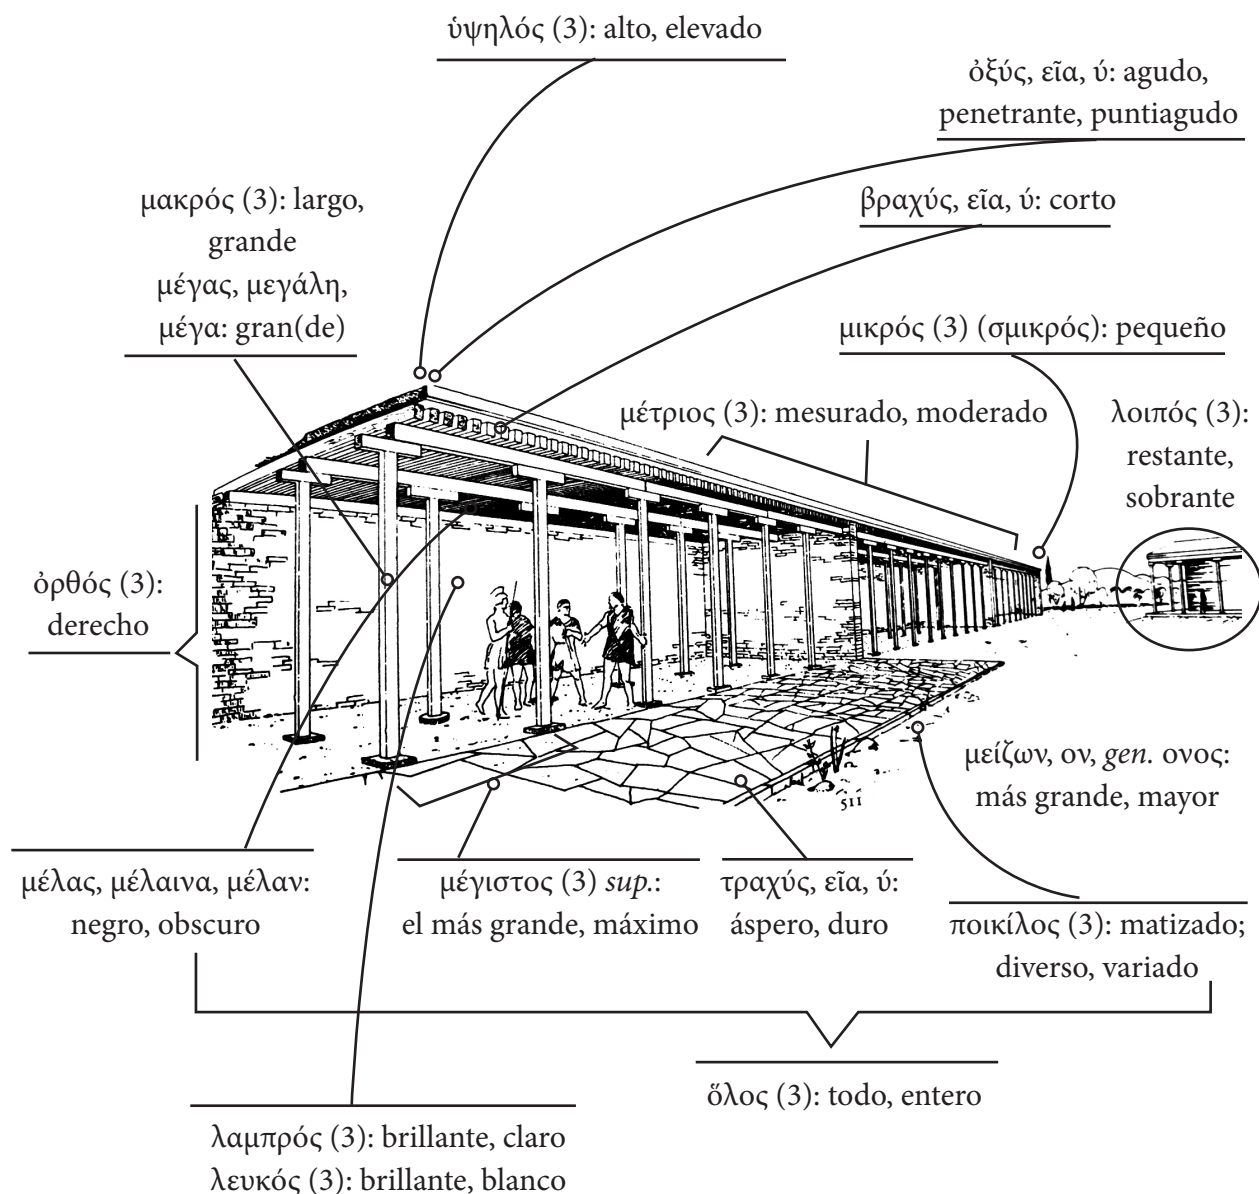 ὑψηλός (3): alto, elevado
ὀξύς, εῖα, ύ: agudo,
penetrante, puntiagudo
μακρός (3): largo,
grande
μέγας, μεγάλη,
μέγα: gran(de)
βραχύς, εῖα, ύ: corto
μικρός (3) (σμικρός): pequeño
μέτριος (3): mesurado, moderado
λοιπός (3):
restante,
sobrante
ὀρθός (3):
derecho
511
μείζων, ον, gen. ονος:
más grande, mayor
μέλας, μέλαινα, μέλαν:
negro, obscuro
μέγιστος (3) sup.:
el más grande, máximo
τραχύς, εῖα, ύ:
áspero, duro
ποικίλος (3): matizado;
diverso, variado
ὅλος (3): todo, entero
λαμπρός (3): brillante, claro
λευκός (3): brillante, blanco